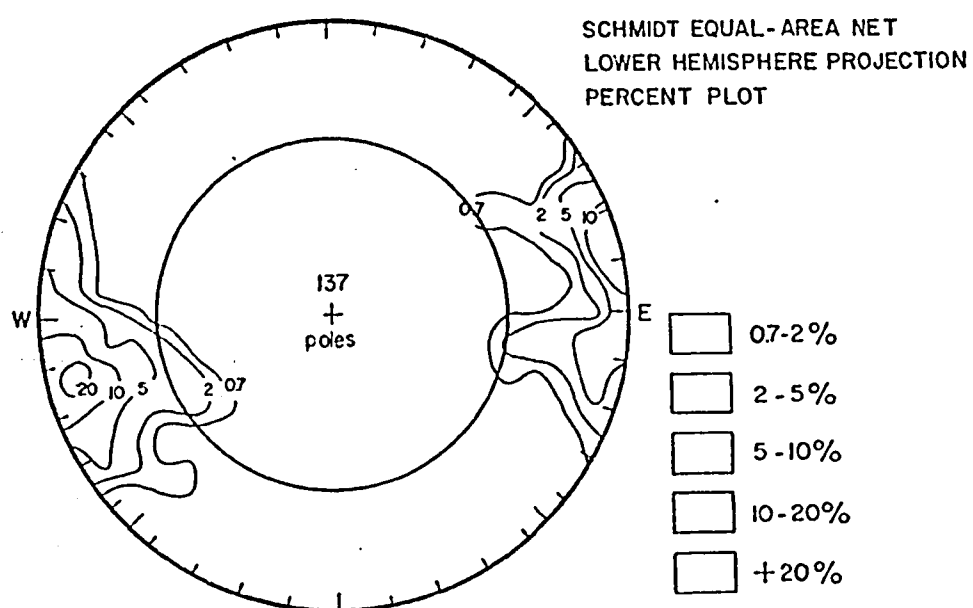 SCHMIDT EQUAL-AREA NET
LOWER HEMISPHERE PROJECTION
PERCENT PLOT
0.7 2 5 10
137
+
poles
W
E
20 10 5 2 0.7
0.7-2%
2-5%
5-10%
10-20%
+20%